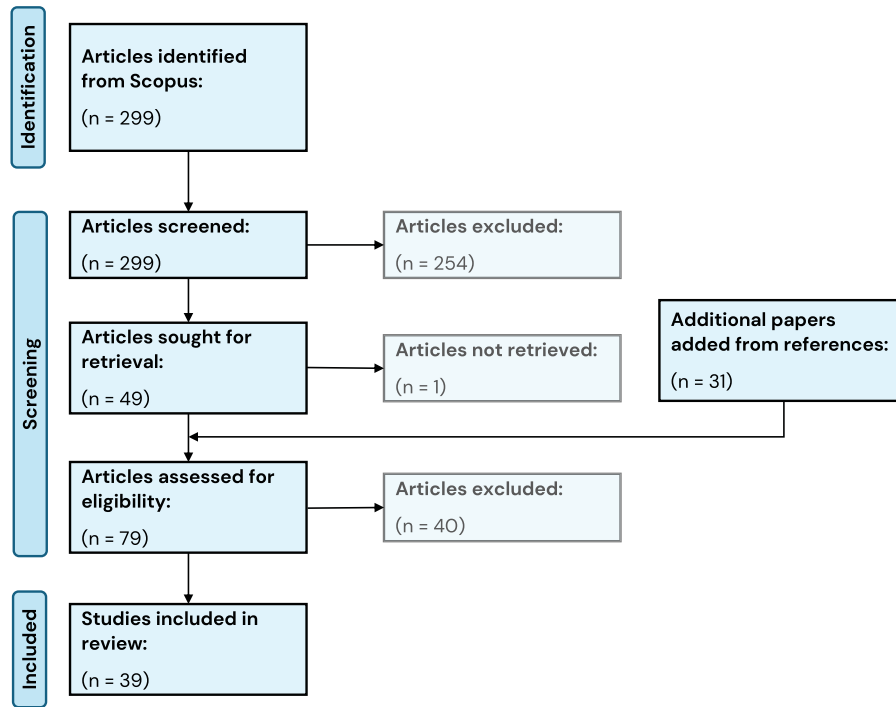 Identification
Articles identified
from Scopus:
(n = 299)
Screening
Articles screened:
(n = 299)
Articles excluded:
(n = 254)
Articles sought for
retrieval:
(n = 49)
Articles not retrieved:
(n = 1)
Additional papers
added from references:
(n = 31)
Articles assessed for
eligibility:
(n = 79)
Articles excluded:
(n = 40)
Included
Studies included in
review:
(n = 39)